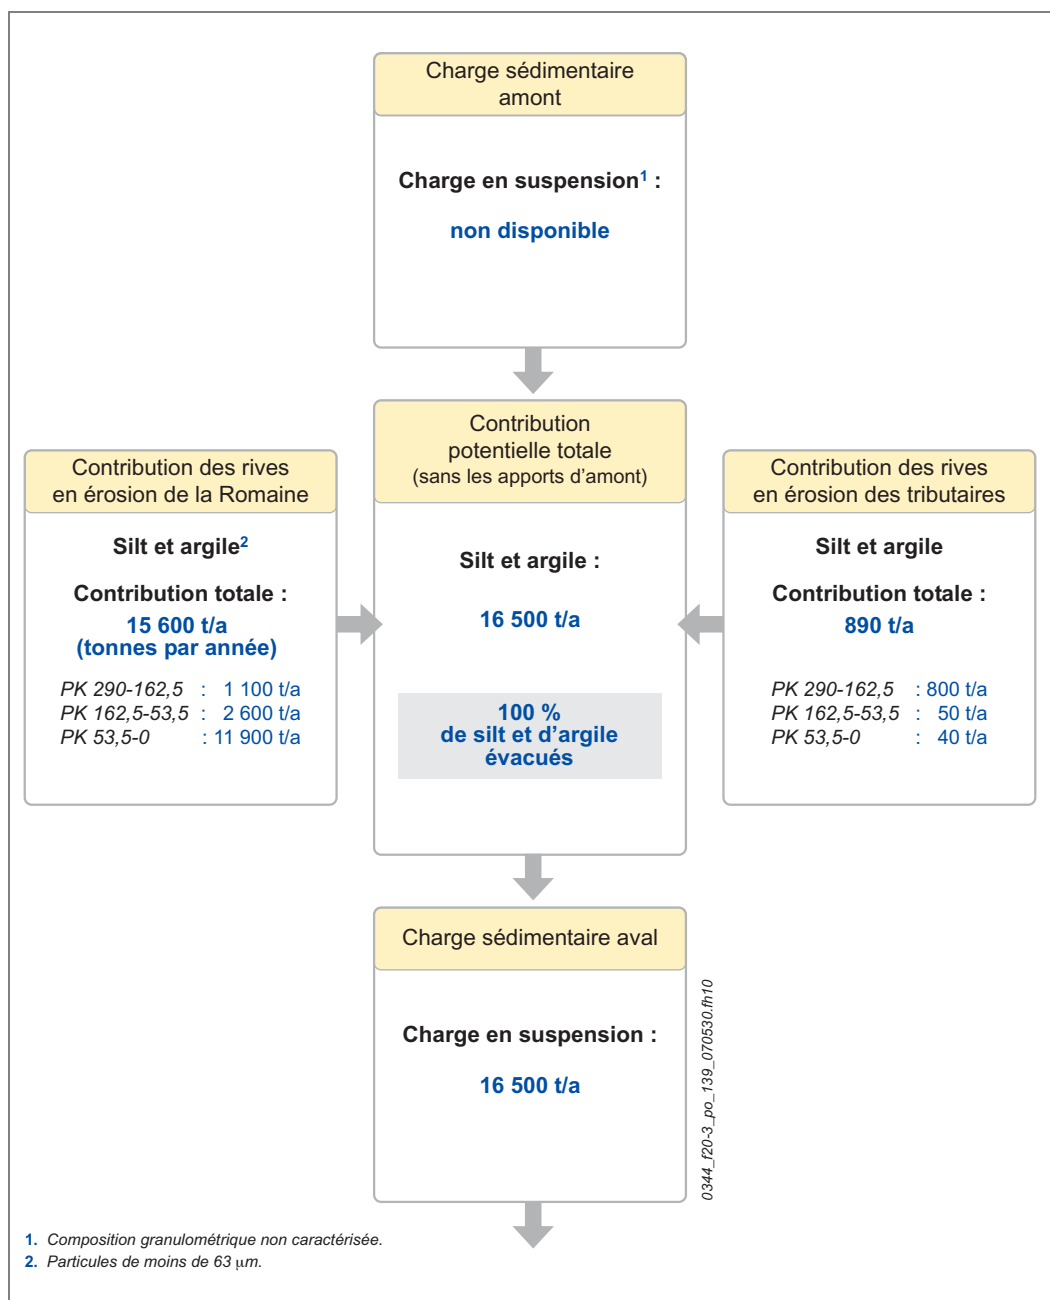 Charge sédimentaire
amont
Charge en suspension1 :
non disponible
Contribution des rives
en érosion de la Romaine
Silt et argile2
Contribution totale :
15 600 t/a
(tonnes par année)
PK 290-162,5 : 1 100 t/a
PK 162,5-53,5 : 2 600 t/a
PK 53,5-0 : 11 900 t/a
Contribution
potentielle totale
(sans les apports d'amont)
Silt et argile :
16 500 t/a
100 %
de silt et d'argile
évacués
Contribution des rives
en érosion des tributaires
Silt et argile
Contribution totale :
890 t/a
PK 290-162,5 : 800 t/a
PK 162,5-53,5 : 50 t/a
PK 53,5-0 : 40 t/a
Charge sédimentaire aval
Charge en suspension :
16 500 t/a
0344_f20-3_po_139_070530.fh10
1. Composition granulométrique non caractérisée.
2. Particules de moins de 63 µm.